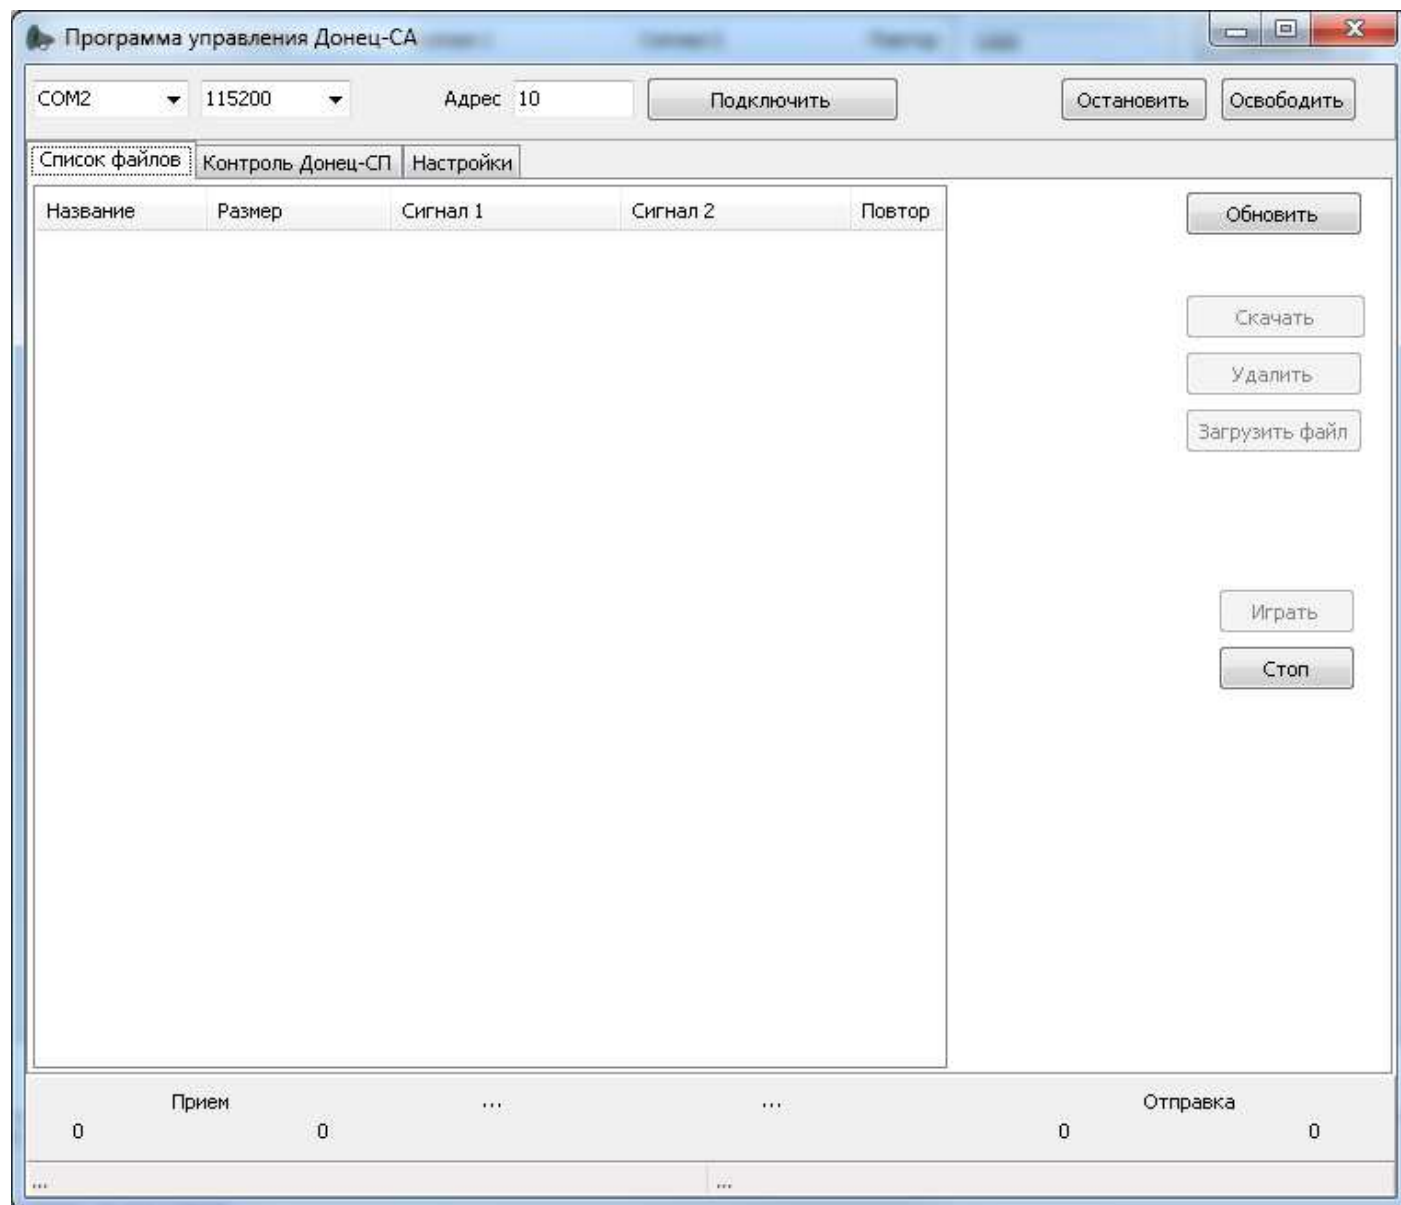 Программа управления Донец-СА
COM2 115200 Адрес 10 Подключить Остановить Освободить
Список файлов Контроль Донец-СП Настройки
Название Размер Сигнал 1 Сигнал 2 Повтор Обновить
Скачать
Удалить
Загрузить файл
Играть
Стоп
Прием ... ... Отправка
0 0 0 0
... ...